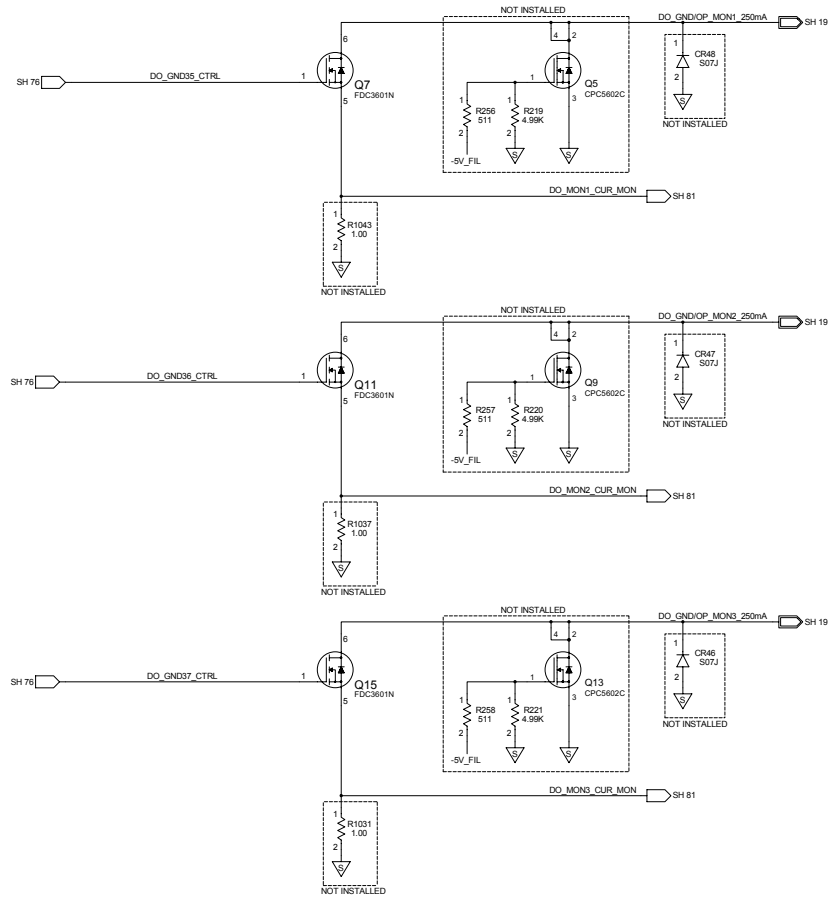 NOT INSTALLED
DO_GND/OP_MON1_250mA
SH 19
6
4
2
1
CR48
S07J
2
SH 76
DO_GND35_CTRL
1
Q7
FDC3601N
5
1
Q5
CPC5602C
3
1
R256
511
2
1
R219
4.99K
2
-5V_FIL
S
S
S
NOT INSTALLED
DO_MON1_CUR_MON
SH 81
1
R1043
1.00
2
S
NOT INSTALLED
NOT INSTALLED
DO_GND/OP_MON2_250mA
SH 19
6
4
2
1
CR47
S07J
2
SH 76
DO_GND36_CTRL
1
Q11
FDC3601N
5
1
Q9
CPC5602C
3
1
R257
511
2
1
R220
4.99K
2
-5V_FIL
S
S
S
NOT INSTALLED
DO_MON2_CUR_MON
SH 81
1
R1037
1.00
2
S
NOT INSTALLED
NOT INSTALLED
DO_GND/OP_MON3_250mA
SH 19
6
4
2
1
CR46
S07J
2
SH 76
DO_GND37_CTRL
1
Q15
FDC3601N
5
1
Q13
CPC5602C
3
1
R258
511
2
1
R221
4.99K
2
-5V_FIL
S
S
S
NOT INSTALLED
DO_MON3_CUR_MON
SH 81
1
R1031
1.00
2
S
NOT INSTALLED